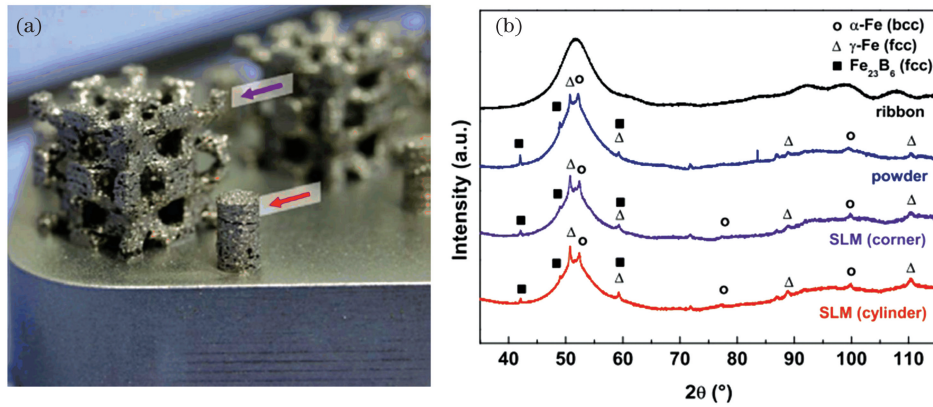 (a)
(b)
o α-Fe (bcc)
Δ γ-Fe (fcc)
■ Fe₂₃B₆ (fcc)
ribbon
powder
SLM (corner)
SLM (cylinder)
Intensity (a.u.)
40 50 60 70 80 90 100 110
2θ (°)